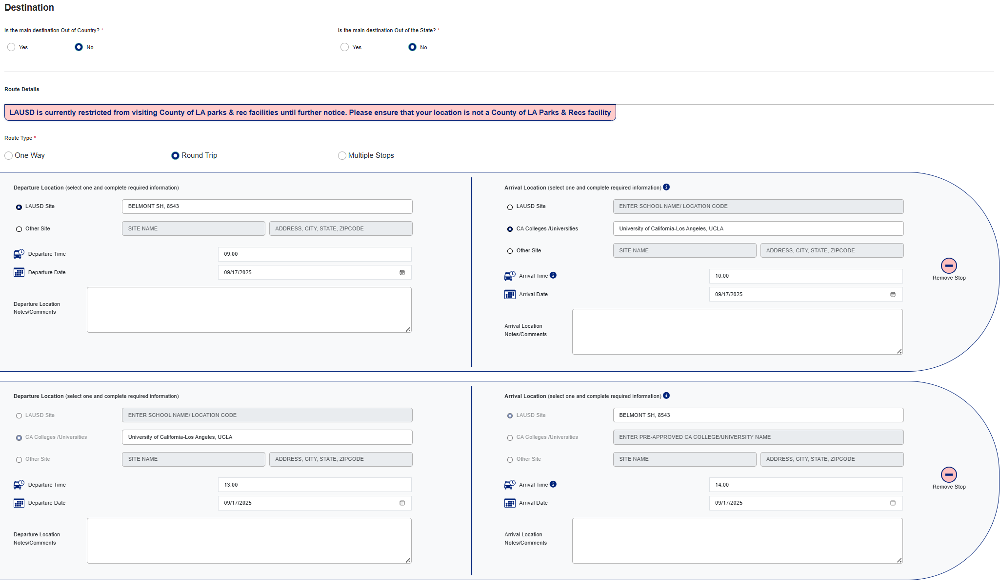 Destination
Is the main destination Out of Country? *
Is the main destination Out of the State? *
Yes
No
Yes
No
Route Details
LAUSD is currently restricted from visiting County of LA parks & rec facilities until further notice. Please ensure that your location is not a County of LA Parks & Recs facility
Route Type *
One Way
Round Trip
Multiple Stops
Departure Location (select one and complete required information)
LAUSD Site
BELMONT SH, 8543
Other Site
SITE NAME
ADDRESS, CITY, STATE, ZIPCODE
Departure Time
09:00
Departure Date
09/17/2025
Departure Location
Notes/Comments
Arrival Location (select one and complete required information)
LAUSD Site
ENTER SCHOOL NAME/ LOCATION CODE
CA Colleges /Universities
University of California-Los Angeles, UCLA
Other Site
SITE NAME
ADDRESS, CITY, STATE, ZIPCODE
Arrival Time
10:00
Arrival Date
09/17/2025
Arrival Location
Notes/Comments
Remove Stop
Departure Location (select one and complete required information)
LAUSD Site
ENTER SCHOOL NAME/ LOCATION CODE
CA Colleges /Universities
University of California-Los Angeles, UCLA
Other Site
SITE NAME
ADDRESS, CITY, STATE, ZIPCODE
Departure Time
13:00
Departure Date
09/17/2025
Departure Location
Notes/Comments
Arrival Location (select one and complete required information)
LAUSD Site
BELMONT SH, 8543
CA Colleges /Universities
ENTER PRE-APPROVED CA COLLEGE/UNIVERSITY NAME
Other Site
SITE NAME
ADDRESS, CITY, STATE, ZIPCODE
Arrival Time
14:00
Arrival Date
09/17/2025
Arrival Location
Notes/Comments
Remove Stop